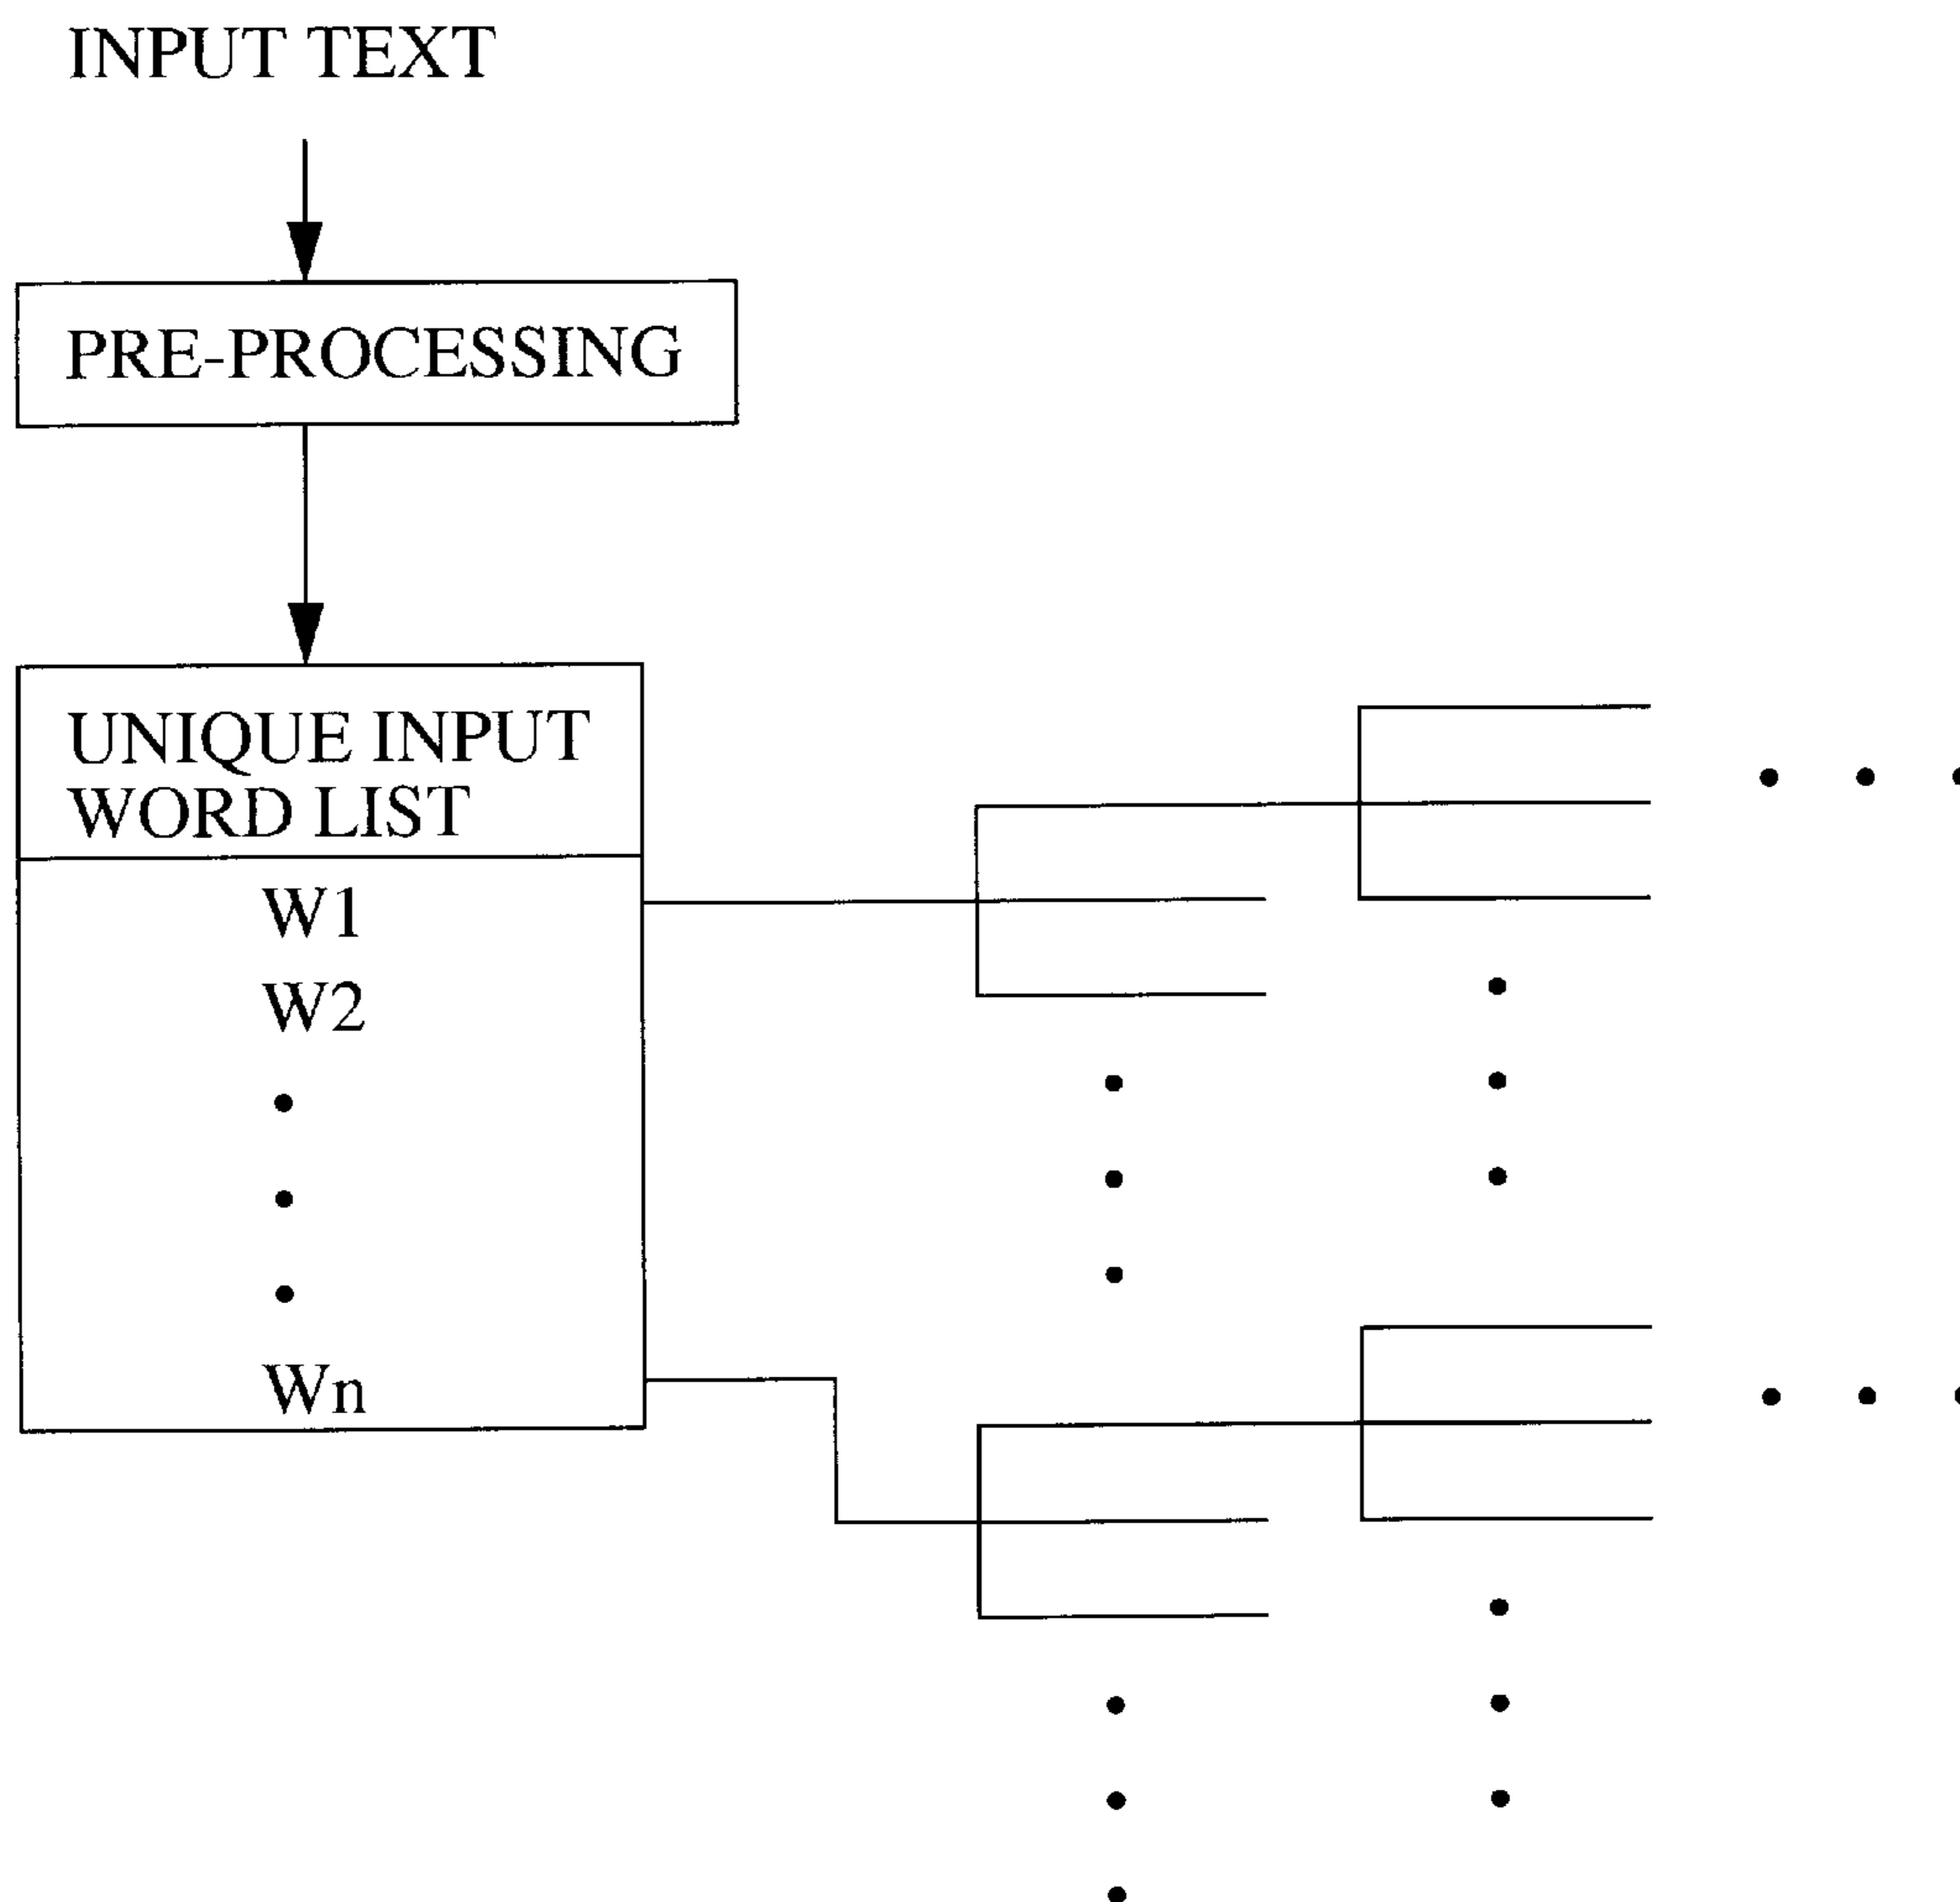 INPUT TEXT
PRE-PROCESSING
UNIQUE INPUT
WORD LIST
W1
W2
Wn